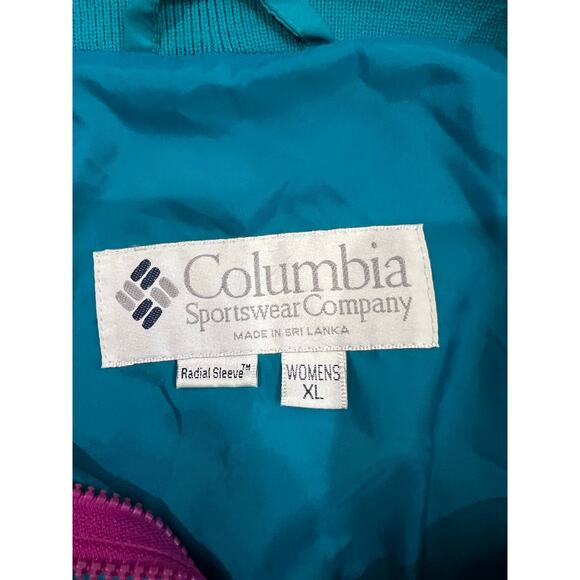 Columbia
Sportswear Company
MADE IN SRI LANKA
Radial Sleeve™
WOMENS
XL